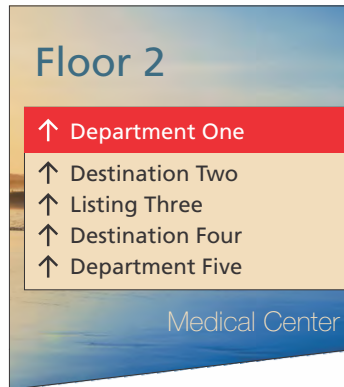 Floor 2
↑ Department One
↑ Destination Two
↑ Listing Three
↑ Destination Four
↑ Department Five
Medical Center